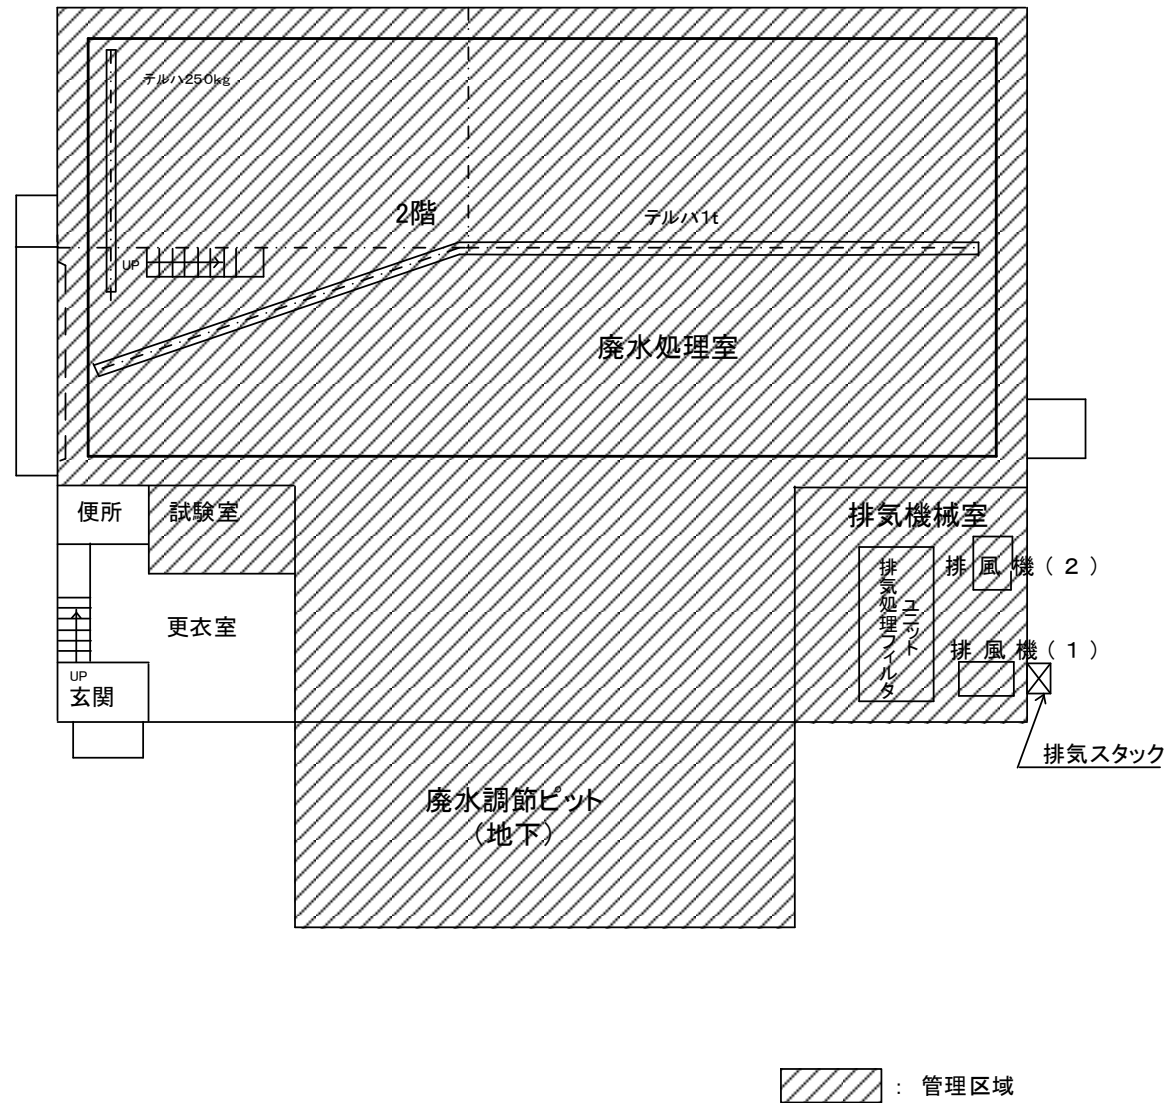 テルハ250kg
2階
テルハ1t
UP
廃水処理室
便所
試験室
排気機械室
排風機(2)
排気処理フィルタ
ユニット
更衣室
排風機(1)
UP
玄関
排気スタック
廃水調節ピット
(地下)
: 管理区域